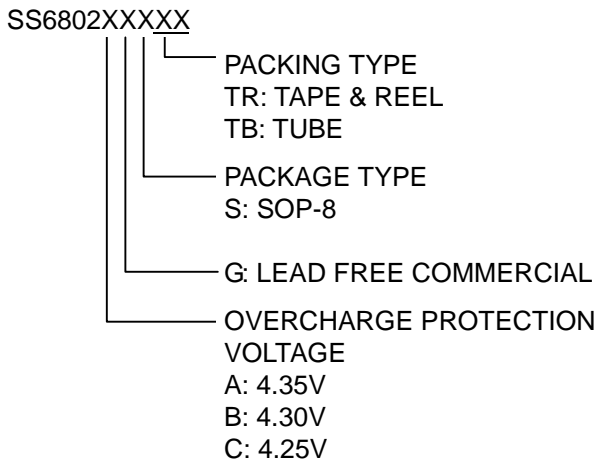 SS6802XXXXX
PACKING TYPE
TR: TAPE & REEL
TB: TUBE
PACKAGE TYPE
S: SOP-8
G: LEAD FREE COMMERCIAL
OVERCHARGE PROTECTION
VOLTAGE
A: 4.35V
B: 4.30V
C: 4.25V